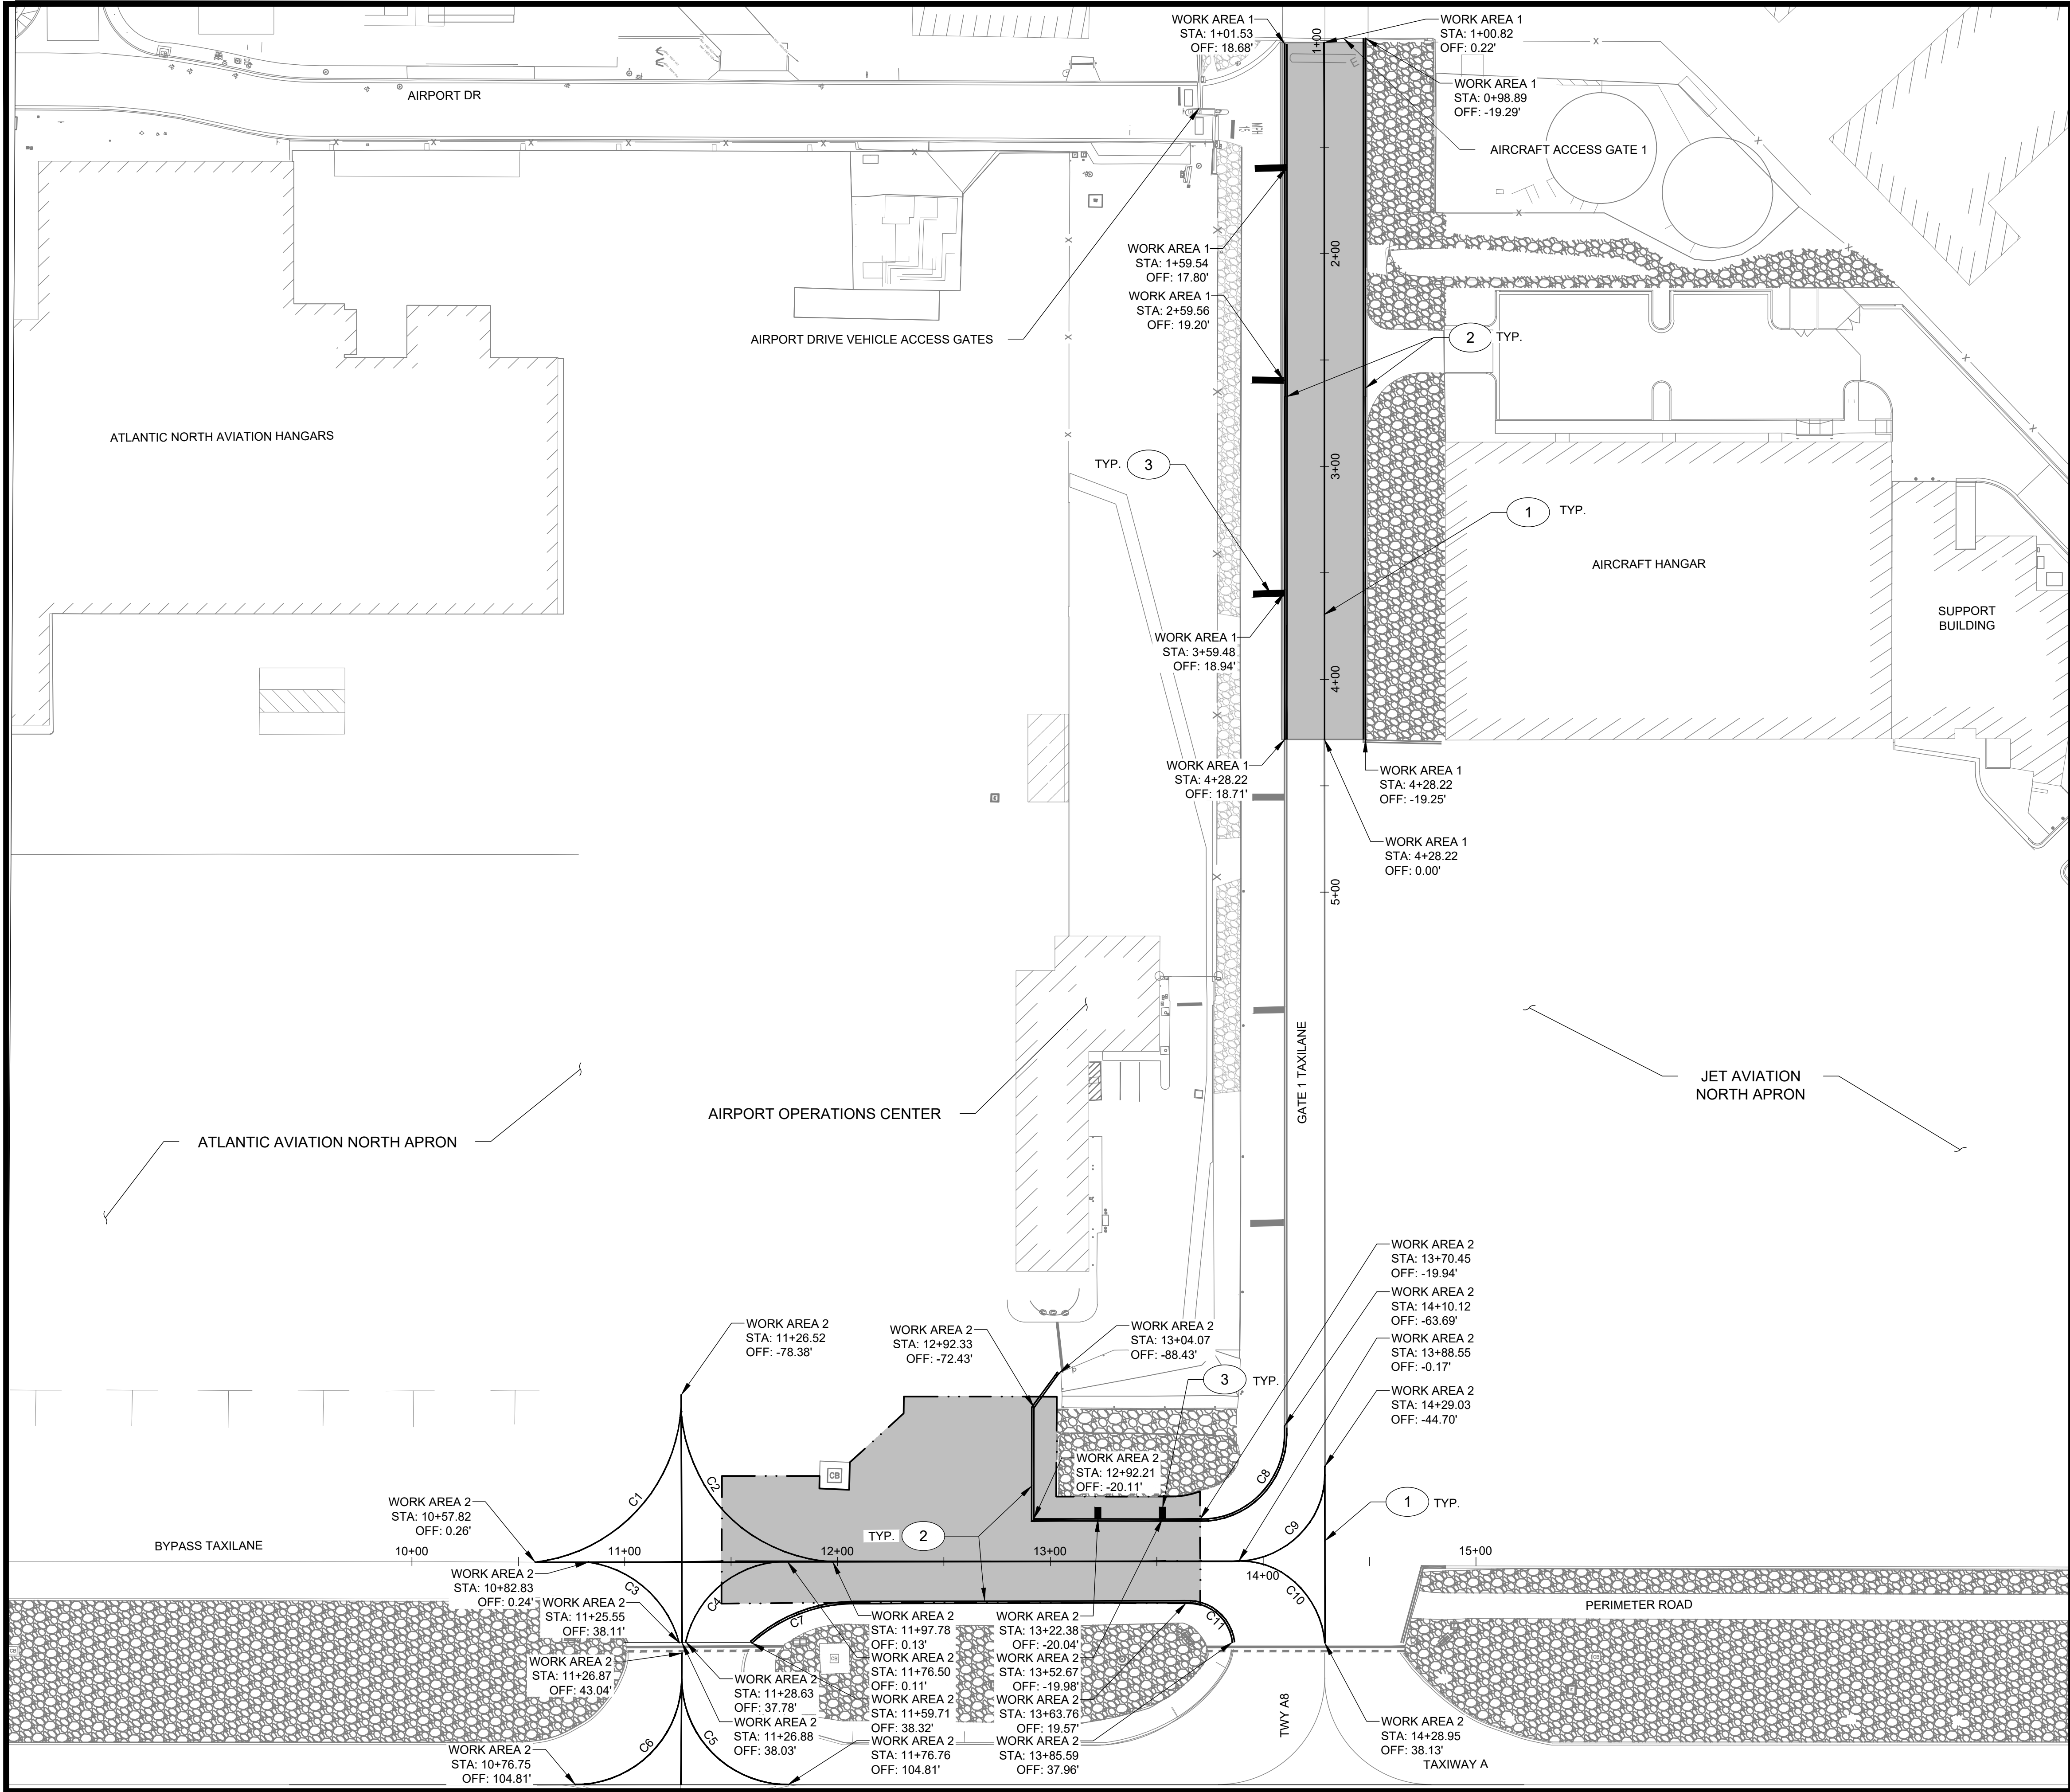 WORK AREA 1
STA: 1+01.53
OFF: 18.68'
1+00
WORK AREA 1
STA: 1+00.82
OFF: 0.22'
E
WORK AREA 1
STA: 0+98.89
OFF: -19.29'
AIRPORT DR
MPH
15
AIRCRAFT ACCESS GATE 1
WORK AREA 1
STA: 1+59.54
OFF: 17.80'
2+00
WORK AREA 1
STA: 2+59.56
OFF: 19.20'
AIRPORT DRIVE VEHICLE ACCESS GATES
2 TYP.
ATLANTIC NORTH AVIATION HANGARS
TYP. 3
3+00
1 TYP.
AIRCRAFT HANGAR
SUPPORT
BUILDING
WORK AREA 1
STA: 3+59.48
OFF: 18.94'
4+00
WORK AREA 1
STA: 4+28.22
OFF: 18.71'
WORK AREA 1
STA: 4+28.22
OFF: -19.25'
E
WORK AREA 1
STA: 4+28.22
OFF: 0.00'
5+00
GATE 1 TAXILANE
JET AVIATION
NORTH APRON
AIRPORT OPERATIONS CENTER
ATLANTIC AVIATION NORTH APRON
WORK AREA 2
STA: 13+70.45
OFF: -19.94'
WORK AREA 2
STA: 14+10.12
OFF: -63.69'
WORK AREA 2
STA: 13+88.55
OFF: -0.17'
WORK AREA 2
STA: 14+29.03
OFF: -44.70'
WORK AREA 2
STA: 11+26.52
OFF: -78.38'
WORK AREA 2
STA: 12+92.33
OFF: -72.43'
WORK AREA 2
STA: 13+04.07
OFF: -88.43'
3 TYP.
WORK AREA 2
STA: 12+92.21
OFF: -20.11'
CB
C1
C2
C8
C9
1 TYP.
WORK AREA 2
STA: 10+57.82
OFF: 0.26'
TYP. 2
BYPASS TAXILANE
10+00
11+00
12+00
13+00
14+00
15+00
WORK AREA 2
STA: 10+82.83
OFF: 0.24'
C3
C4
C7
C10
C11
PERIMETER ROAD
WORK AREA 2
STA: 11+25.55
OFF: 38.11'
WORK AREA 2
STA: 11+97.78
OFF: 0.13'
WORK AREA 2
STA: 13+22.38
OFF: -20.04'
WORK AREA 2
STA: 11+26.87
OFF: 43.04'
WORK AREA 2
STA: 11+76.50
OFF: 0.11'
WORK AREA 2
STA: 13+52.67
OFF: -19.98'
WORK AREA 2
STA: 11+28.63
OFF: 37.78'
WORK AREA 2
STA: 11+59.71
OFF: 38.32'
WORK AREA 2
STA: 13+63.76
OFF: 19.57'
WORK AREA 2
STA: 11+26.88
OFF: 38.03'
WORK AREA 2
STA: 11+76.76
OFF: 104.81'
WORK AREA 2
STA: 13+85.59
OFF: 37.96'
C6
C5
WORK AREA 2
STA: 10+76.75
OFF: 104.81'
TWY A8
WORK AREA 2
STA: 14+28.95
OFF: 38.13'
TAXIWAY A